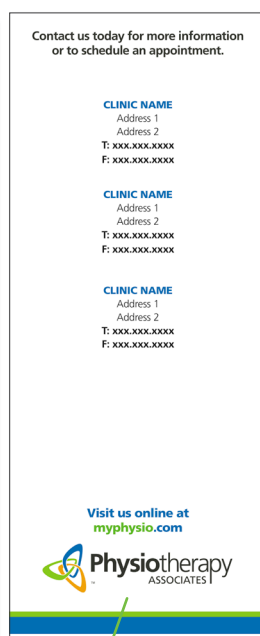 Contact us today for more information
or to schedule an appointment.
CLINIC NAME
Address 1
Address 2
T: xxx.xxx.xxxx
F: xxx.xxx.xxxx
CLINIC NAME
Address 1
Address 2
T: xxx.xxx.xxxx
F: xxx.xxx.xxxx
CLINIC NAME
Address 1
Address 2
T: xxx.xxx.xxxx
F: xxx.xxx.xxxx
Visit us online at
myphysio.com
Physiotherapy
ASSOCIATES
™